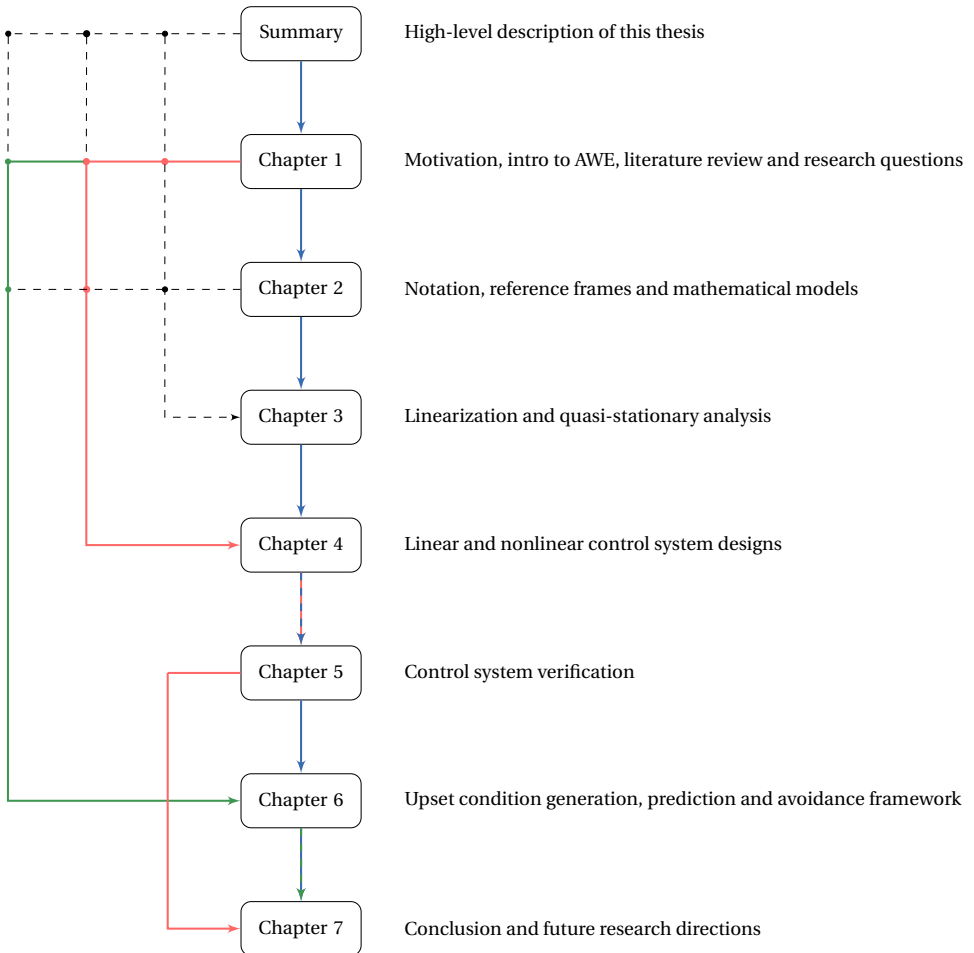 Summary High-level description of this thesis
Chapter 1 Motivation, intro to AWE, literature review and research questions
Chapter 2 Notation, reference frames and mathematical models
Chapter 3 Linearization and quasi-stationary analysis
Chapter 4 Linear and nonlinear control system designs
Chapter 5 Control system verification
Chapter 6 Upset condition generation, prediction and avoidance framework
Chapter 7 Conclusion and future research directions